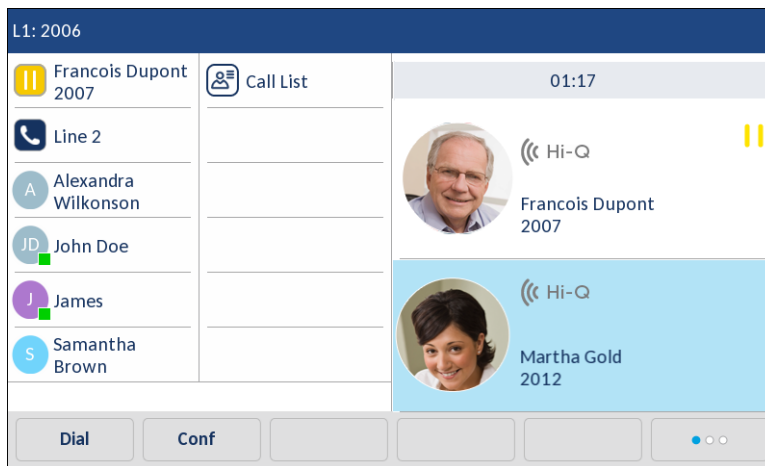 L1: 2006
Francois Dupont
2007
Line 2
A
Alexandra
Wilkonson
JD
John Doe
J
James
S
Samantha
Brown
Call List
01:17
Hi-Q
Francois Dupont
2007
Hi-Q
Martha Gold
2012
Dial
Conf